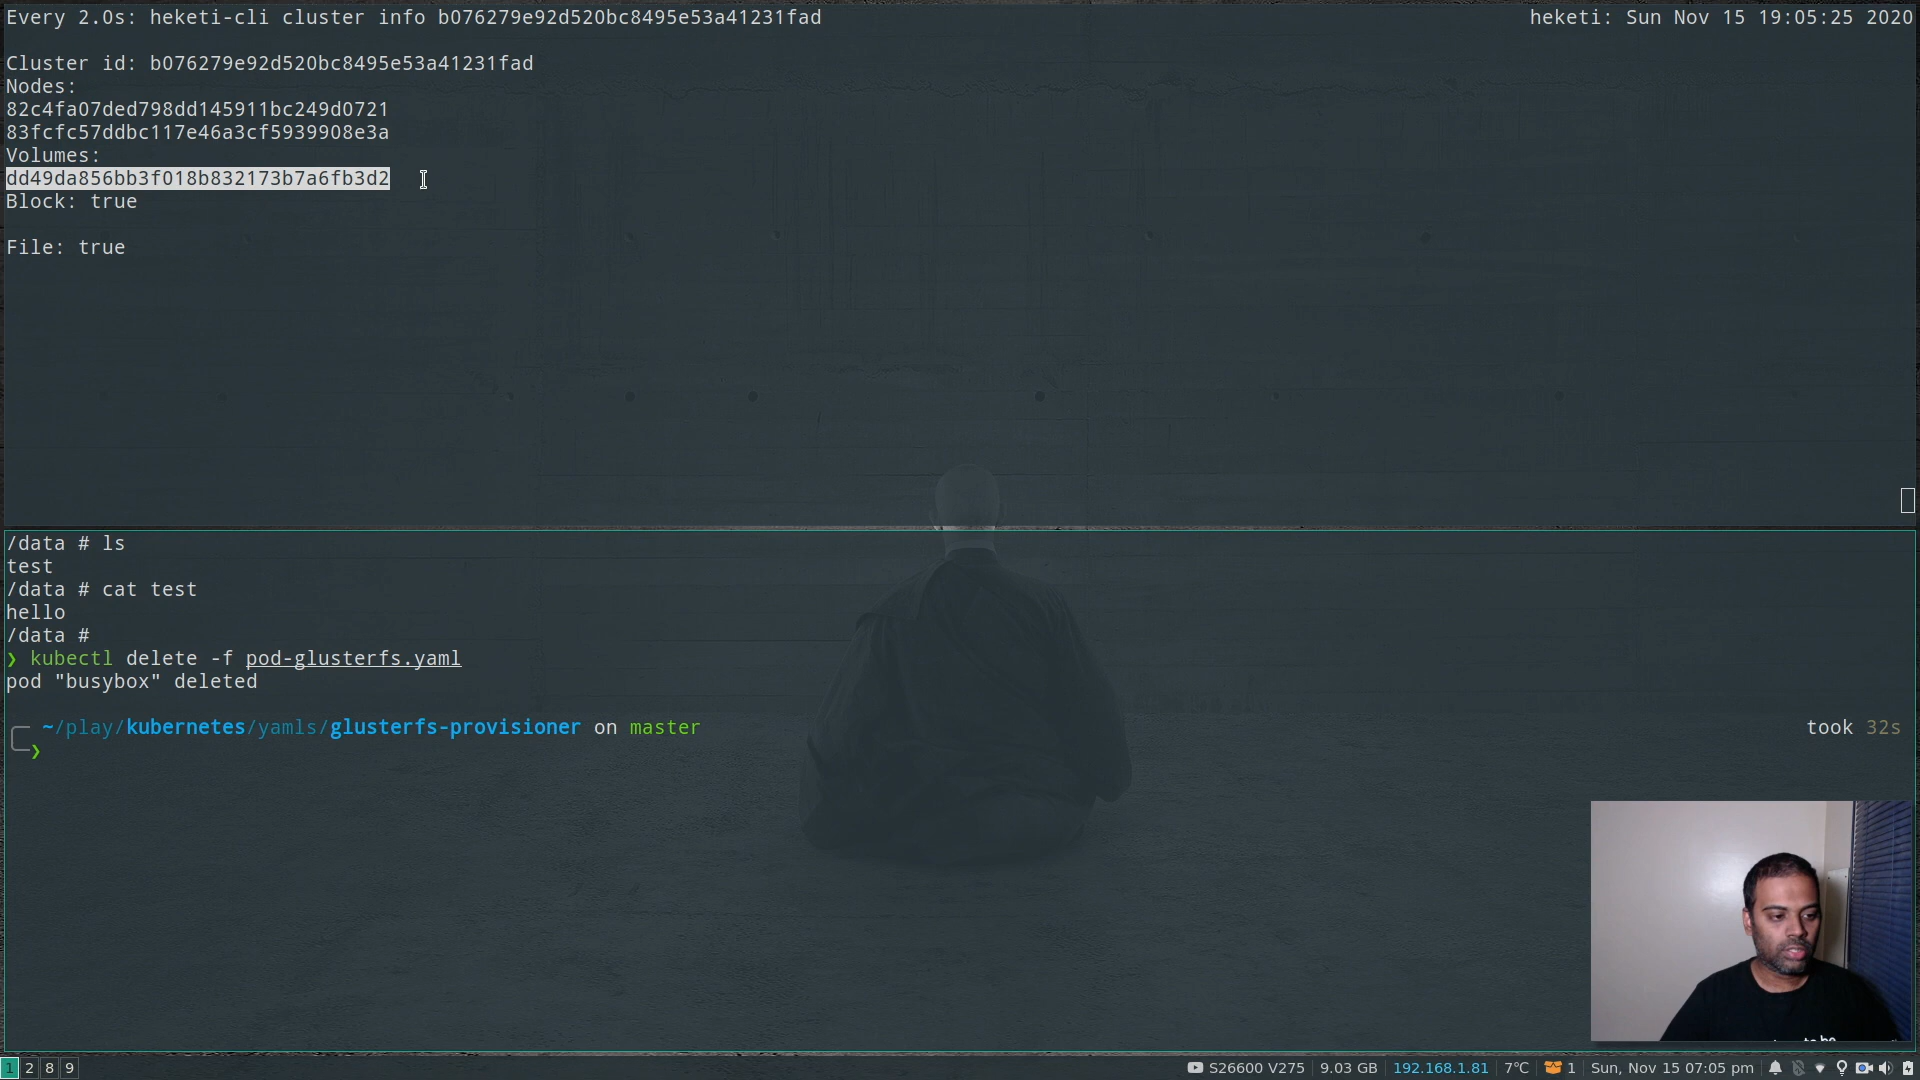 Every 2.0s: heketi-cli cluster info b076279e92d520bc8495e53a41231fad heketi: Sun Nov 15 19:05:25 2020
Cluster id: b076279e92d520bc8495e53a41231fad
Nodes:
82c4fa07ded798dd145911bc249d0721
83fcfc57ddbc117e46a3cf5939908e3a
Volumes:
dd49da856bb3f018b832173b7a6fb3d2
Block: true
File: true
/data # ls
test
/data # cat test
hello
/data #
❯ kubectl delete -f pod-glusterfs.yaml
pod "busybox" deleted
~/play/kubernetes/yamls/glusterfs-provisioner on master took 32s
❯
1 2 8 9 S26600 V275 9.03 GB 192.168.1.81 7°C 1 Sun, Nov 15 07:05 pm